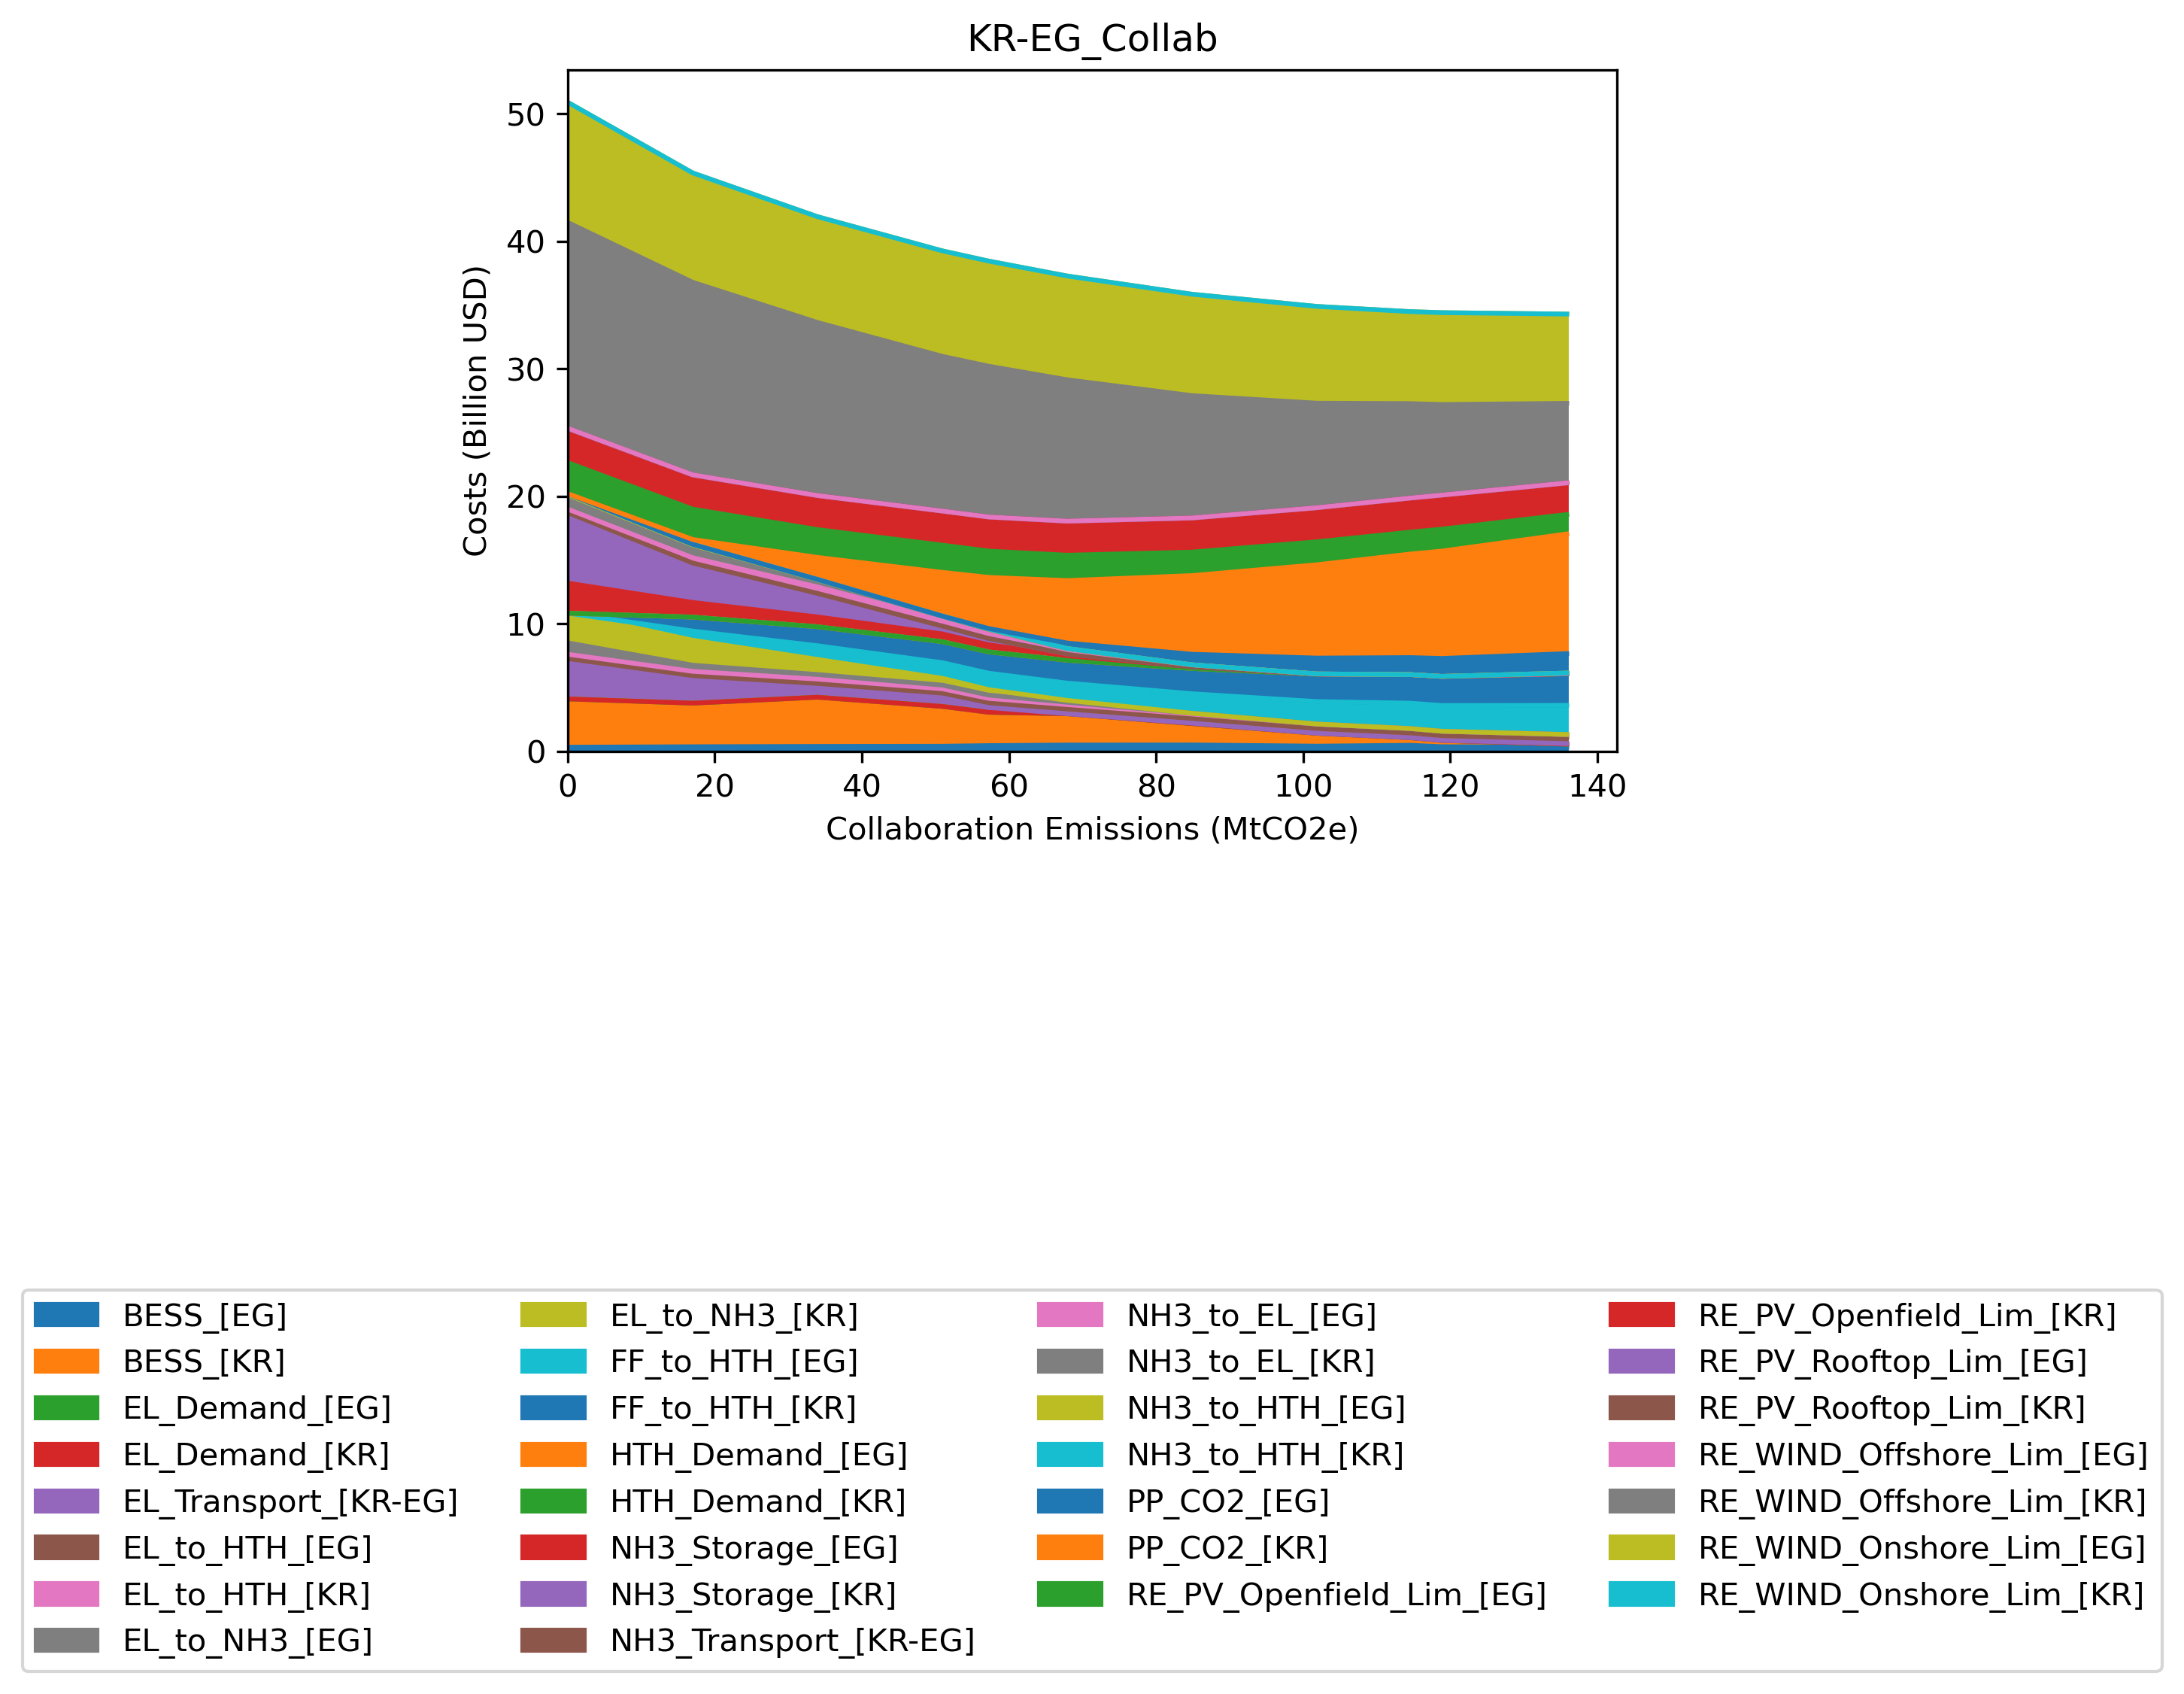 KR-EG_Collab
50
40
30
20
10
0
Costs (Billion USD)
0 20 40 60 80 100 120 140
Collaboration Emissions (MtCO2e)
BESS_[EG]
BESS_[KR]
EL_Demand_[EG]
EL_Demand_[KR]
EL_Transport_[KR-EG]
EL_to_HTH_[EG]
EL_to_HTH_[KR]
EL_to_NH3_[EG]
EL_to_NH3_[KR]
FF_to_HTH_[EG]
FF_to_HTH_[KR]
HTH_Demand_[EG]
HTH_Demand_[KR]
NH3_Storage_[EG]
NH3_Storage_[KR]
NH3_Transport_[KR-EG]
NH3_to_EL_[EG]
NH3_to_EL_[KR]
NH3_to_HTH_[EG]
NH3_to_HTH_[KR]
PP_CO2_[EG]
PP_CO2_[KR]
RE_PV_Openfield_Lim_[EG]
RE_PV_Openfield_Lim_[KR]
RE_PV_Rooftop_Lim_[EG]
RE_PV_Rooftop_Lim_[KR]
RE_WIND_Offshore_Lim_[EG]
RE_WIND_Offshore_Lim_[KR]
RE_WIND_Onshore_Lim_[EG]
RE_WIND_Onshore_Lim_[KR]